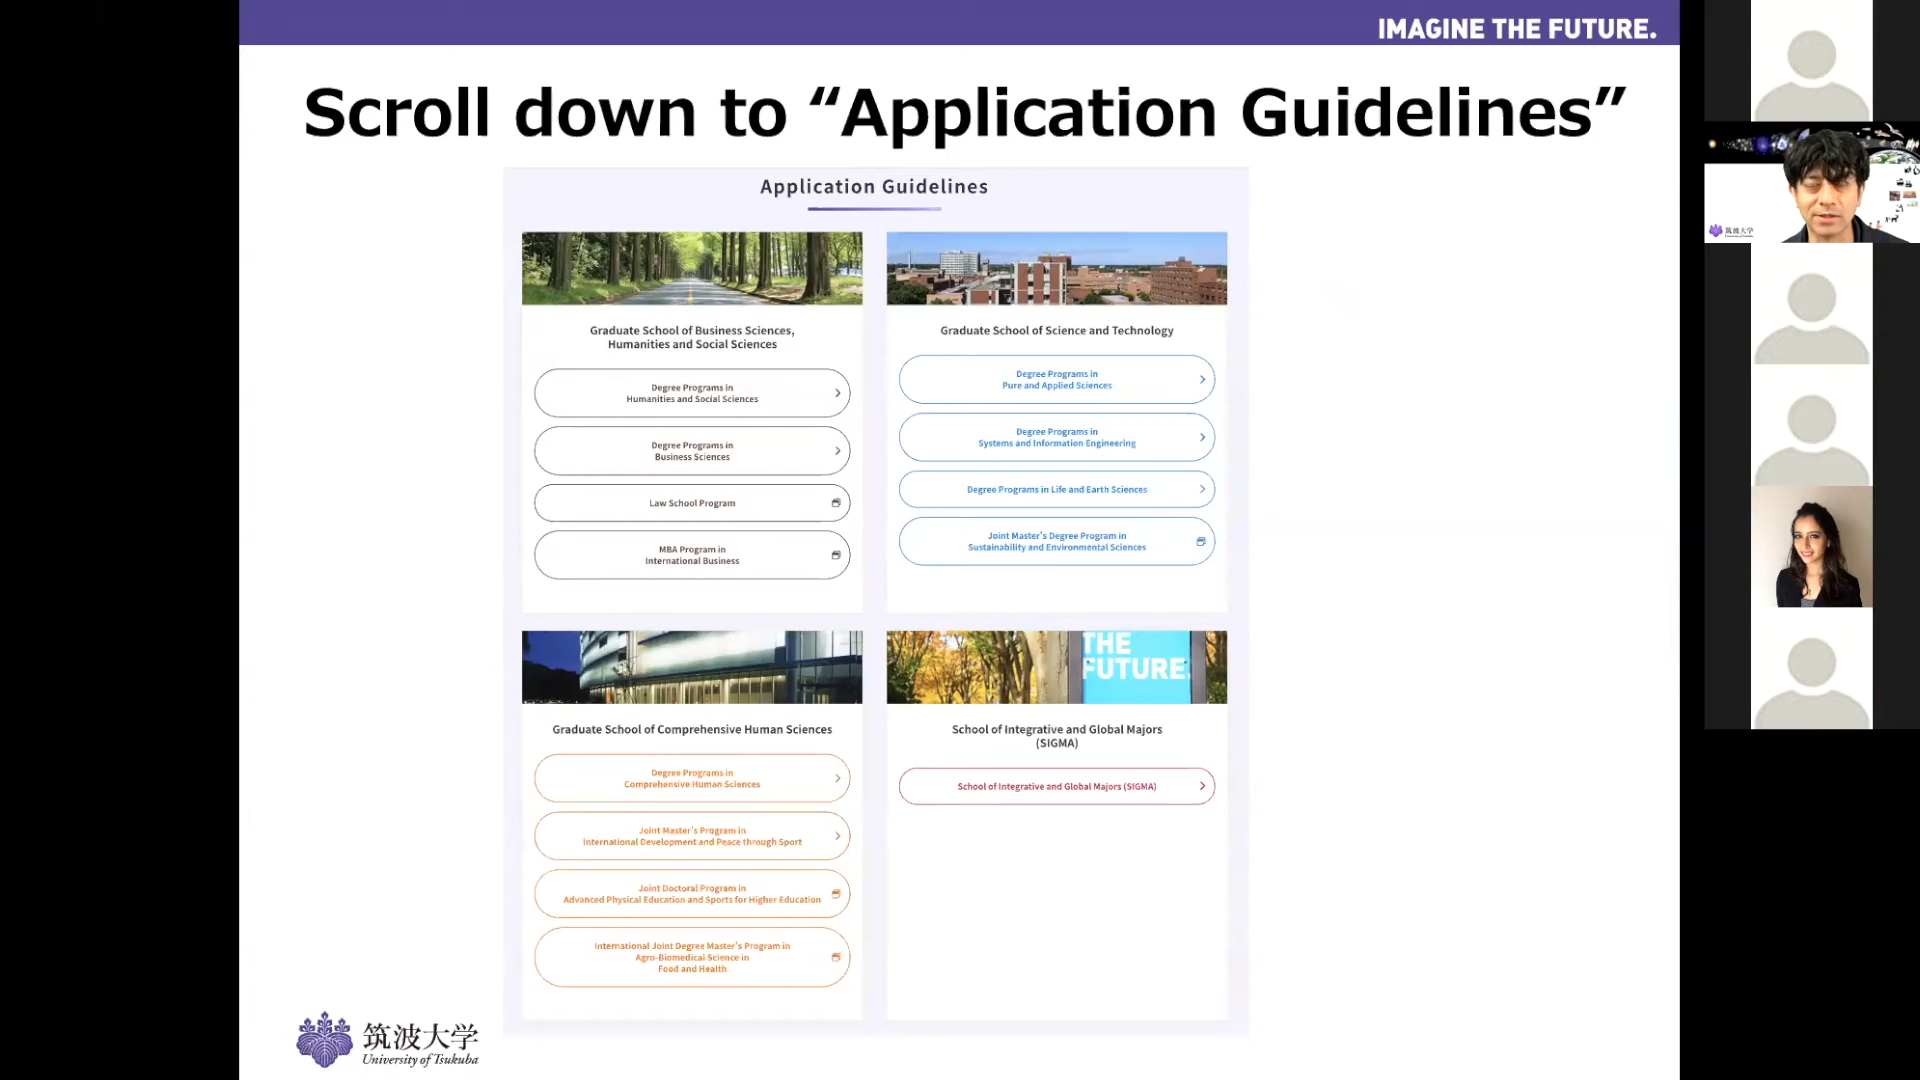 IMAGINE THE FUTURE.
Scroll down to “Application Guidelines”
Application Guidelines
Graduate School of Business Sciences,
Humanities and Social Sciences
Degree Programs in
Humanities and Social Sciences
Degree Programs in
Business Sciences
Law School Program
MBA Program in
International Business
Graduate School of Science and Technology
Degree Programs in
Pure and Applied Sciences
Degree Programs in
Systems and Information Engineering
Degree Programs in Life and Earth Sciences
Joint Master's Degree Program in
Sustainability and Environmental Sciences
Graduate School of Comprehensive Human Sciences
Degree Programs in
Comprehensive Human Sciences
Joint Master's Program in
International Development and Peace through Sport
Joint Doctoral Program in
Advanced Physical Education and Sports for Higher Education
International Joint Degree Master's Program in
Agro-Biomedical Science in
Food and Health
THE
FUTURE.
School of Integrative and Global Majors
(SIGMA)
School of Integrative and Global Majors (SIGMA)
筑波大学
University of Tsukuba
筑波大学